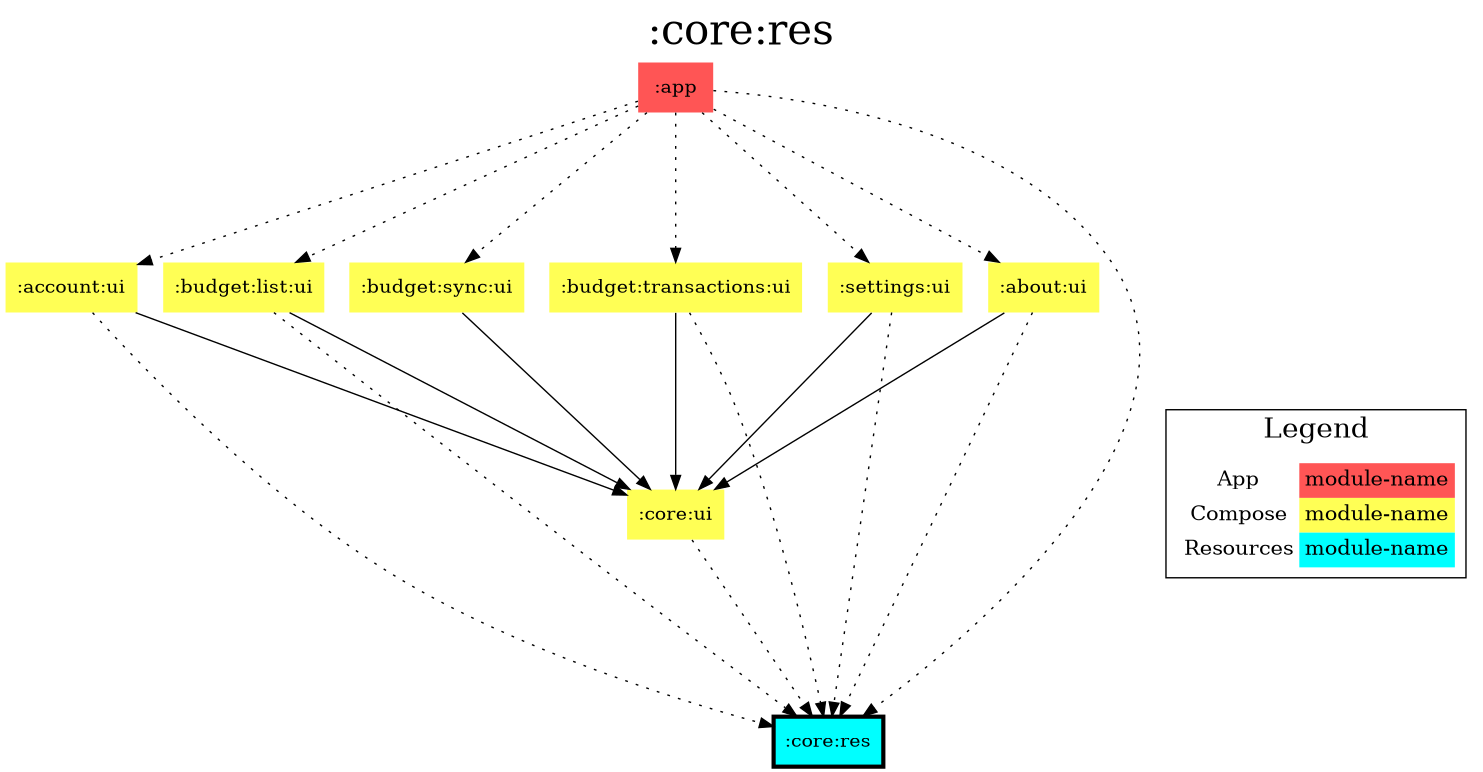 :core:res
:app
:account:ui
:budget:list:ui
:budget:sync:ui
:budget:transactions:ui
:settings:ui
:about:ui
:core:ui
:core:res
Legend
App module-name
Compose module-name
Resources module-name